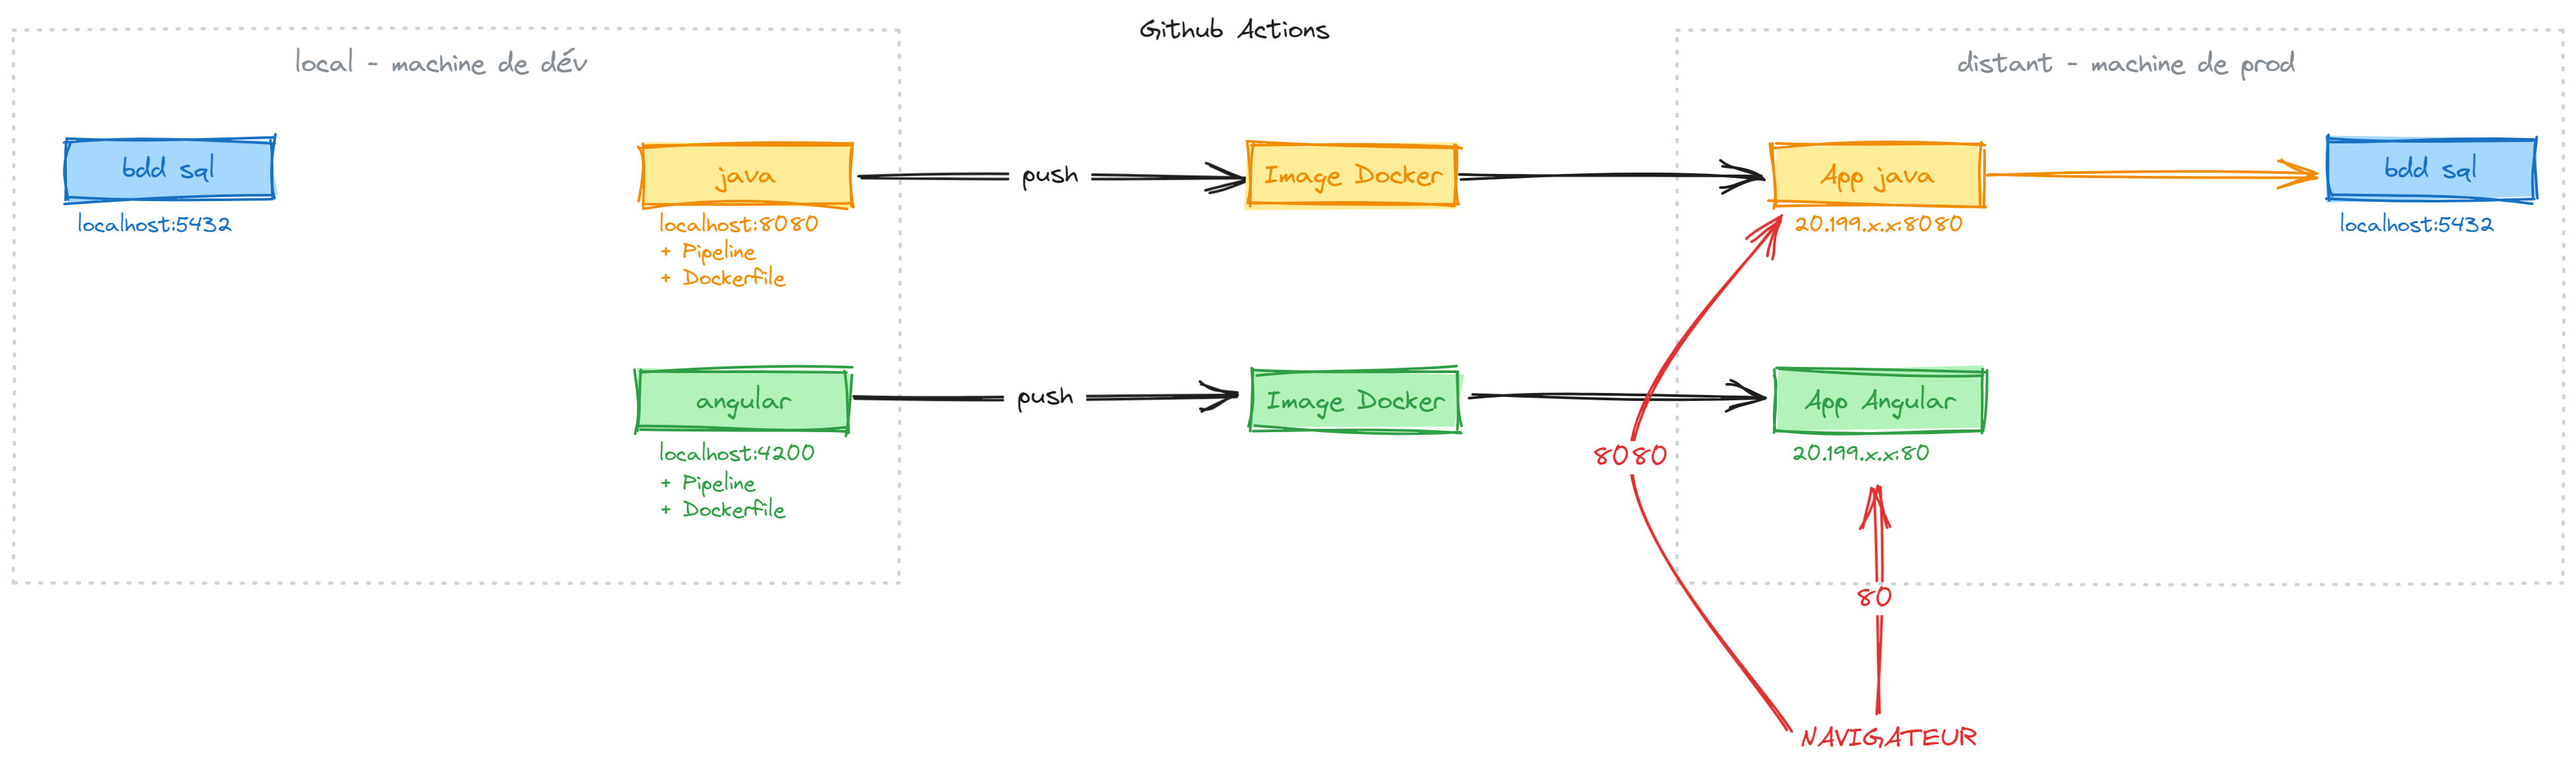 Github Actions
local - machine de dév
bdd sql
localhost:5432
java
localhost:8080
+ Pipeline
+ Dockerfile
push
Image Docker
angular
localhost:4200
+ Pipeline
+ Dockerfile
push
Image Docker
distant - machine de prod
App java
20.199.x.x:8080
bdd sql
localhost:5432
App Angular
20.199.x.x:80
8080
80
NAVIGATEUR